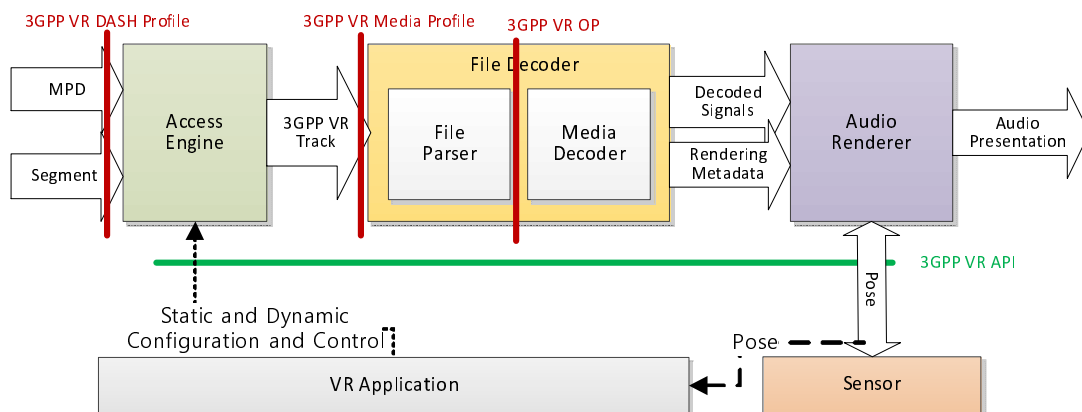 3GPP VR DASH Profile
3GPP VR Media Profile
3GPP VR OP
MPD
Segment
Access
Engine
3GPP VR
Track
File Decoder
File
Parser
Media
Decoder
Decoded
Signals
Rendering
Metadata
Audio
Renderer
Audio
Presentation
3GPP VR API
Pose
Static and Dynamic
Configuration and Control
Pose
VR Application
Sensor